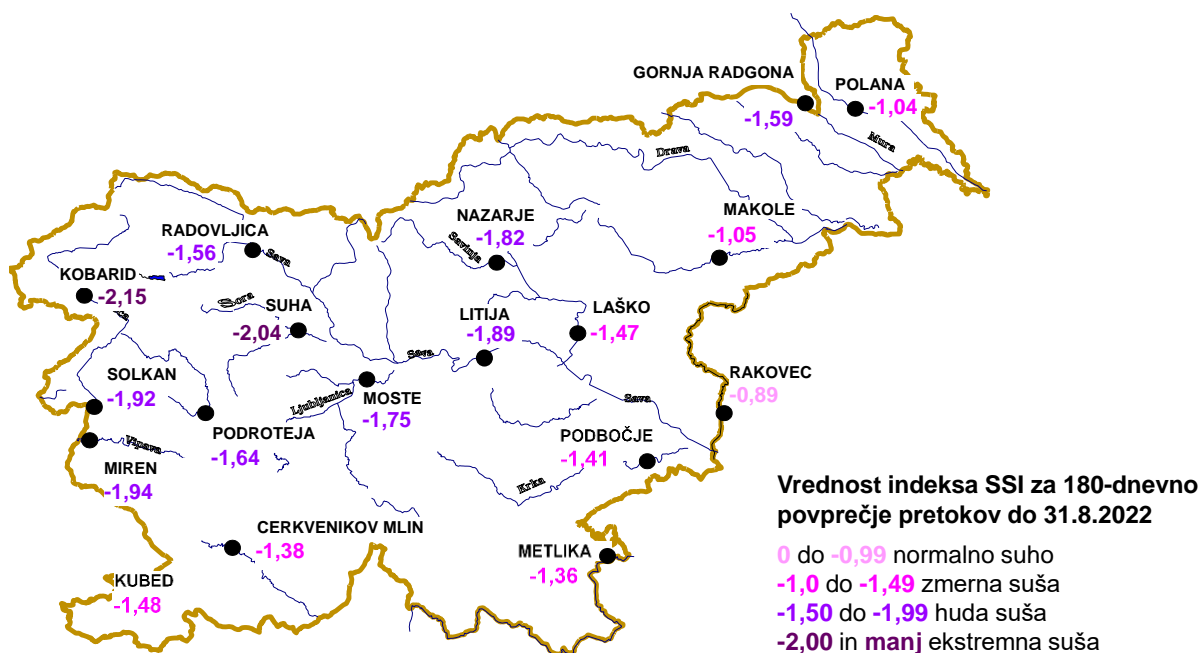 GORNJA RADGONA
-1,59
POLANA
-1,04
Mura
Drava
NAZARJE
-1,82
Savinja
MAKOLE
-1,05
RADOVLJICA
-1,56
Sava
KOBARID
-2,15
Sora
SUHA
-2,04
LITIJA
-1,89
LAŠKO
-1,47
Sava
SOLKAN
-1,92
Ljubljanica
MOSTE
-1,75
RAKOVEC
-0,89
Sava
Vipava
MIREN
-1,94
PODROTEJA
-1,64
PODBOČJE
-1,41
Krka
CERKVENIKOV MLIN
-1,38
METLIKA
-1,36
KUBED
-1,48
Vrednost indeksa SSI za 180-dnevno
povprečje pretokov do 31.8.2022
0 do -0,99 normalno suho
-1,0 do -1,49 zmerna suša
-1,50 do -1,99 huda suša
-2,00 in manj ekstremna suša